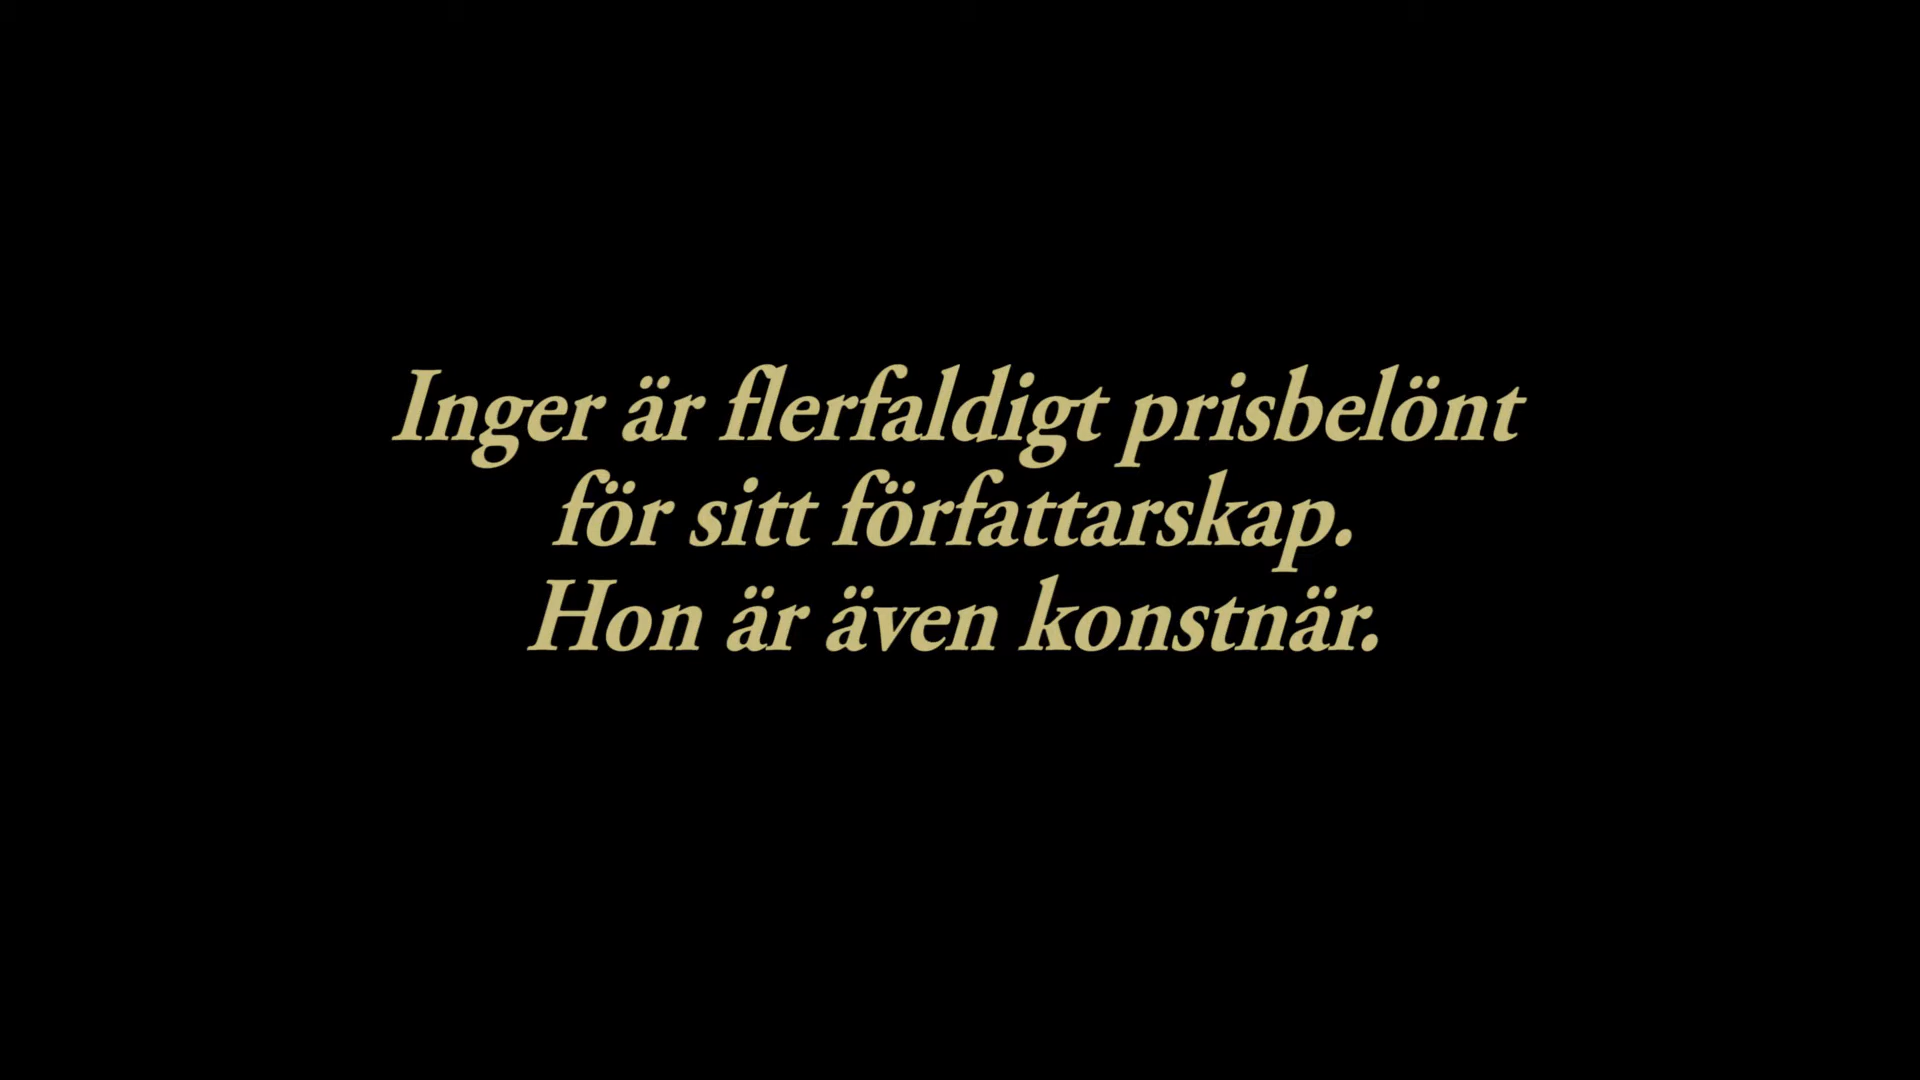 Inger är flerfaldigt prisbelönt
för sitt författarskap.
Hon är även konstnär.